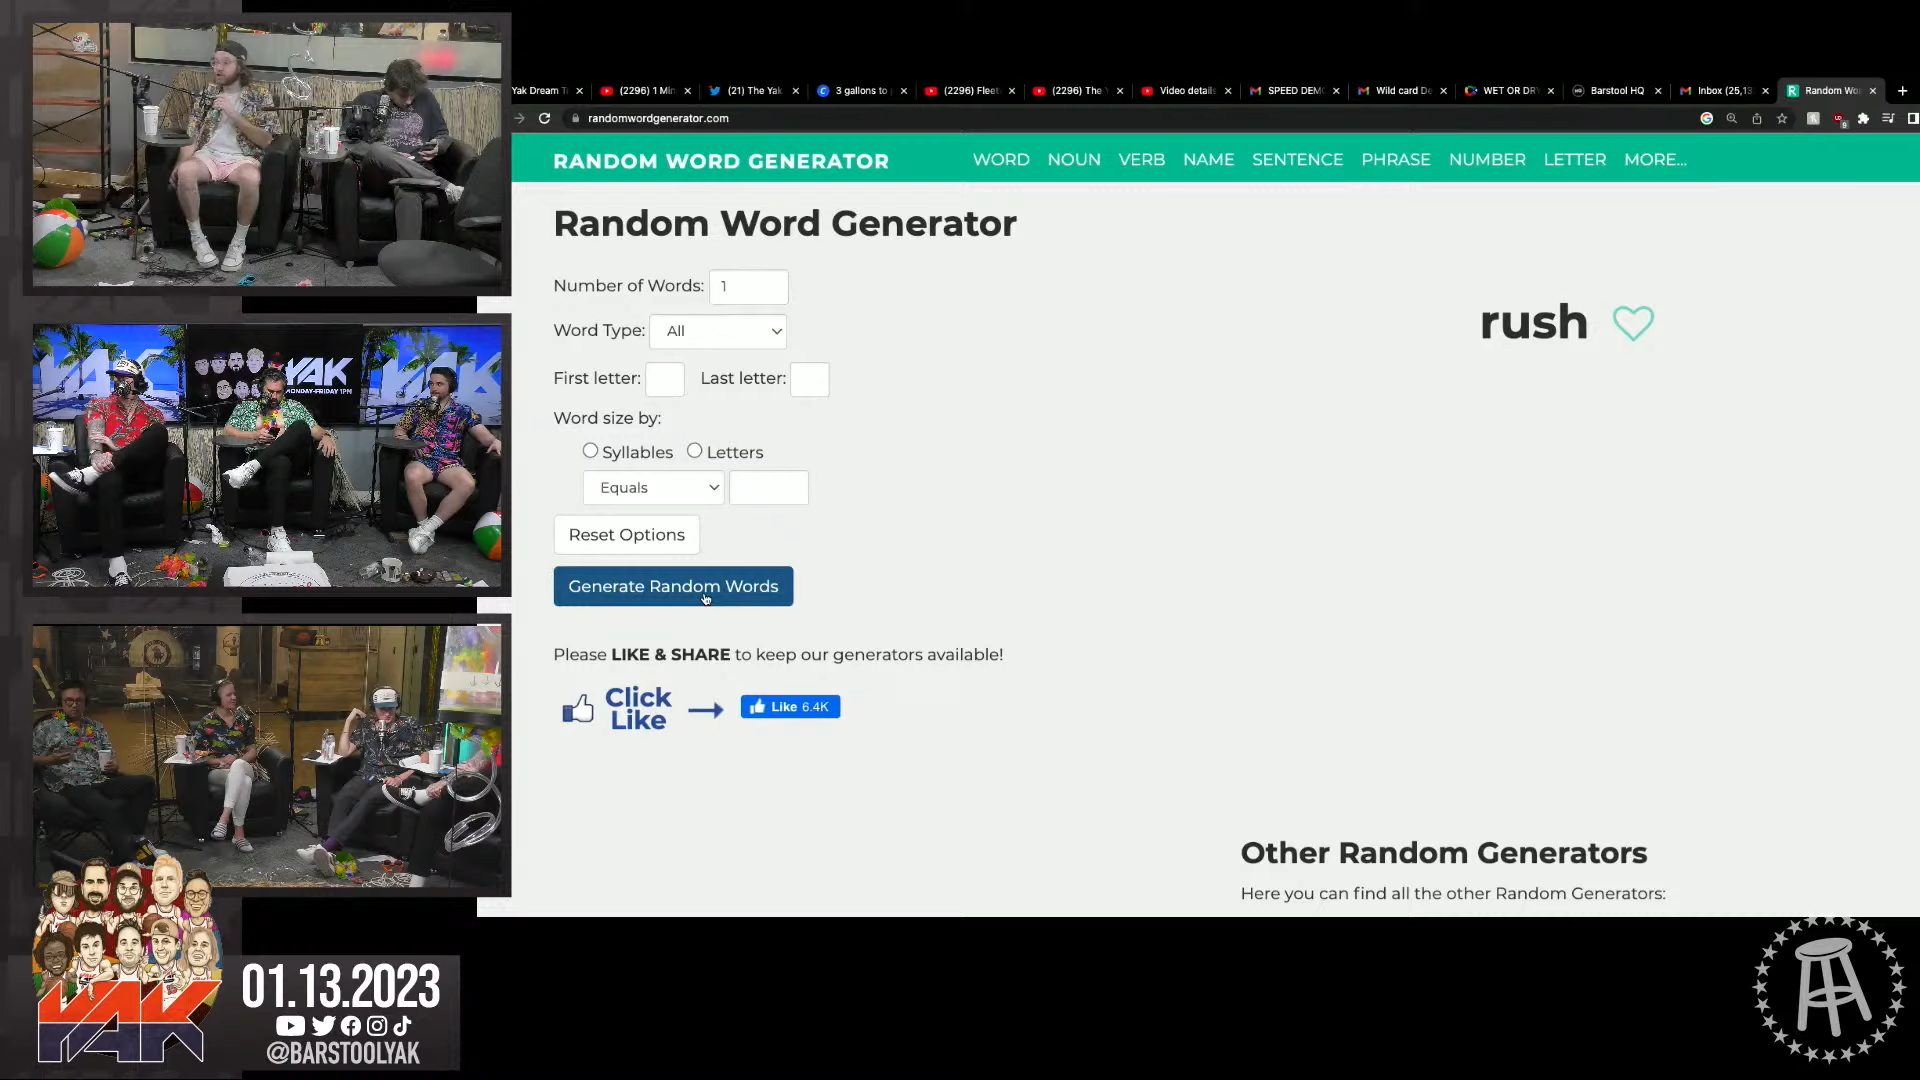 Yak Dream T
(2296) 1 Min
(21) The Yak
3 gallons to
(2296) Fleet
(2296) The
Video details
SPEED DEM
Wild card De
WET OR DR
Barstool HQ
Inbox (25,13
Random Wo
randomwordgenerator.com
RANDOM WORD GENERATOR
WORD NOUN VERB NAME SENTENCE PHRASE NUMBER LETTER MORE...
Random Word Generator
Number of Words: 1
Word Type: All
First letter: Last letter:
Word size by:
Syllables Letters
Equals
Reset Options
Generate Random Words
rush
Please LIKE & SHARE to keep our generators available!
Click
Like
Like 6.4K
Other Random Generators
Here you can find all the other Random Generators:
YAK
MONDAY-FRIDAY 1PM
YAK
YAK
01.13.2023
@BARSTOOLYAK